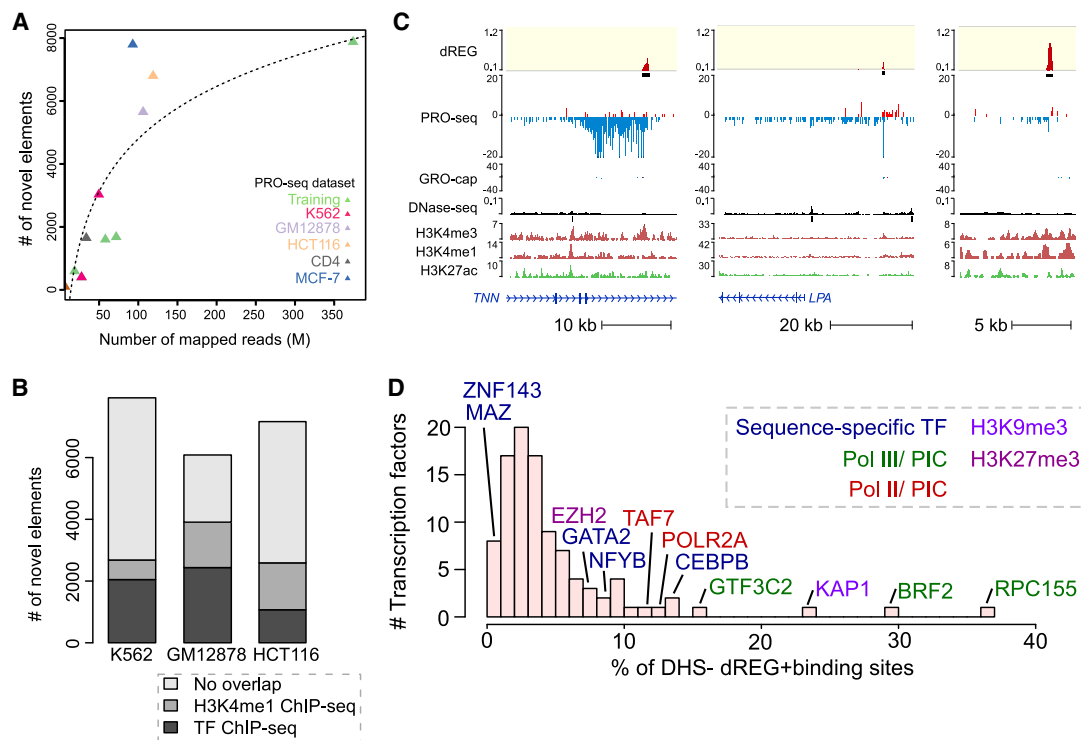 A
# of novel elements
8000
6000
4000
2000
0
50
100
150
200
250
300
350
Number of mapped reads (M)
PRO-seq dataset
Training
K562
GM12878
HCT116
CD4
MCF-7
B
# of novel elements
6000
4000
2000
0
K562 GM12878 HCT116
No overlap
H3K4me1 ChIP-seq
TF ChIP-seq
C
dREG
1.2
0.1
1.2
0.1
1.2
0.1
PRO-seq
20
0
-20
20
0
-20
20
0
-20
GRO-cap
40
-40
40
-40
40
-40
DNase-seq
0.11
0.11
0.11
H3K4me3
7
33
8
H3K4me1
14
42
6
H3K27ac
10
30
8
TNN
LPA
10 kb
20 kb
5 kb
D
# Transcription factors
20
15
10
5
0
ZNF143
MAZ
EZH2
GATA2
NFYB
TAF7
POLR2A
CEBPB
GTF3C2
KAP1
BRF2
RPC155
Sequence-specific TF H3K9me3
Pol III/ PIC H3K27me3
Pol II/ PIC
0 10 20 30 40
% of DHS- dREG+binding sites